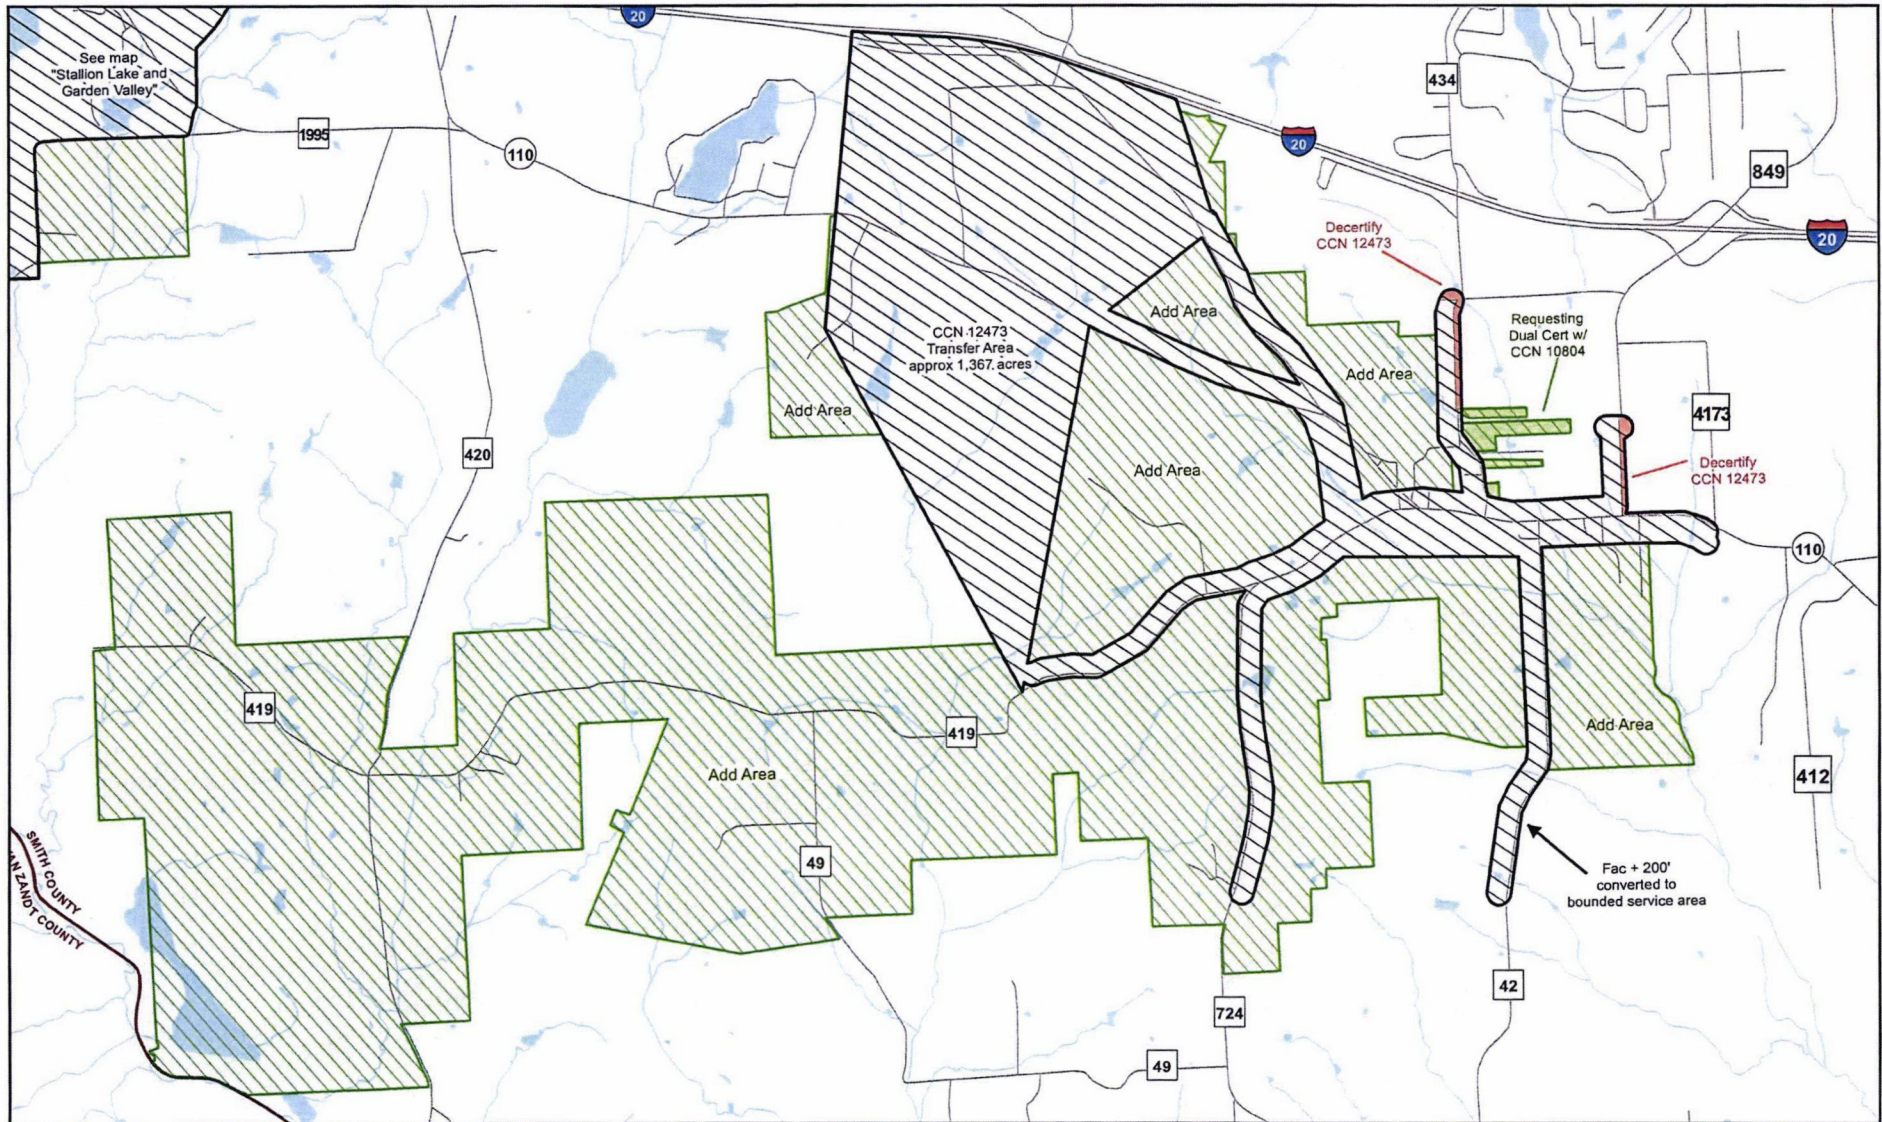 20
See map
"Stallion Lake and
Garden Valley"
434
1995
110
20
849
20
Decertify
CCN 12473
Add Area
Requesting
Dual Cert w/
CCN 10804
CCN 12473
Transfer Area
approx 1,367. acres
Add Area
Add Area
4173
420
Add Area
Decertify
CCN 12473
110
419
419
Add Area
Add Area
412
49
Fac + 200'
converted to
bounded service area
SMITH COUNTY
VAN ZANDT COUNTY
42
724
49